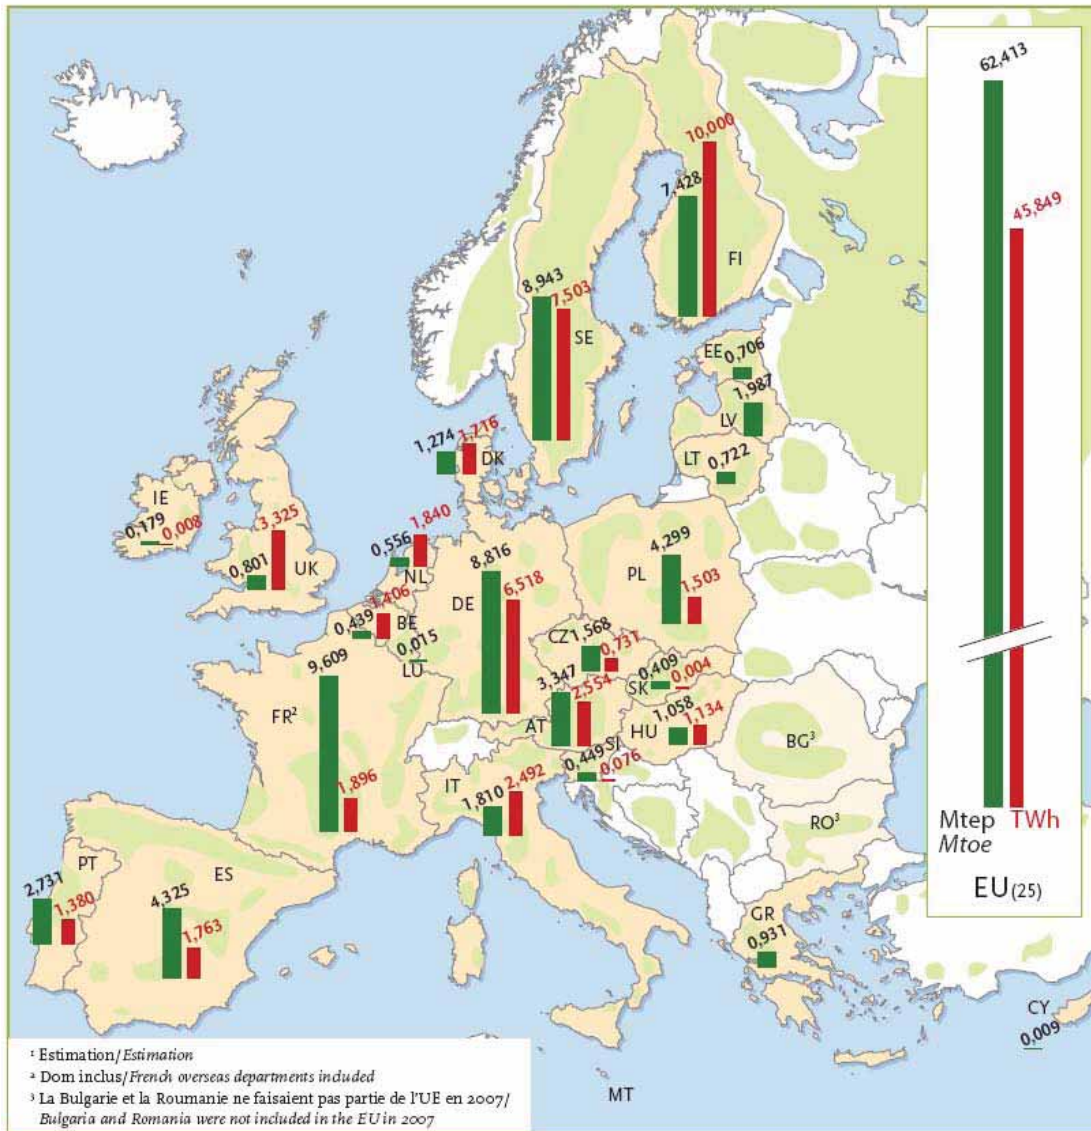 62,413
45,849
10,000
7,428
FI
8,943
7,503
SE
EE
0,706
1,987
LV
LT
0,722
1,274
1,716
DK
IE
0,179
0,008
3,325
0,801
UK
1,840
0,556
NL
8,816
6,518
DE
4,299
PL
1,503
1,406
0,439
BE
0,015
LU
CZ
1,568
0,731
9,609
FR²
1,896
3,347
2,554
AT
0,409
SK
0,004
1,058
1,134
HU
0,449
SI
0,076
BG³
RO³
IT
1,810
2,492
PT
2,731
1,380
ES
4,325
1,763
GR
0,931
CY
0,009
MT
Mtep TWh
Mtoe
EU(25)
¹ Estimation/Estimation
² Dom inclus/French overseas departments included
³ La Bulgarie et la Roumanie ne faisaient pas partie de l'UE en 2007/
Bulgaria and Romania were not included in the EU in 2007